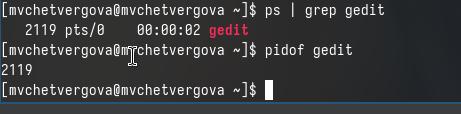 [mvchetvergova@mvchetvergova ~]$ ps | grep gedit
   2119 pts/0    00:00:02 gedit
[mvchetvergova@mvchetvergova ~]$ pidof gedit
2119
[mvchetvergova@mvchetvergova ~]$